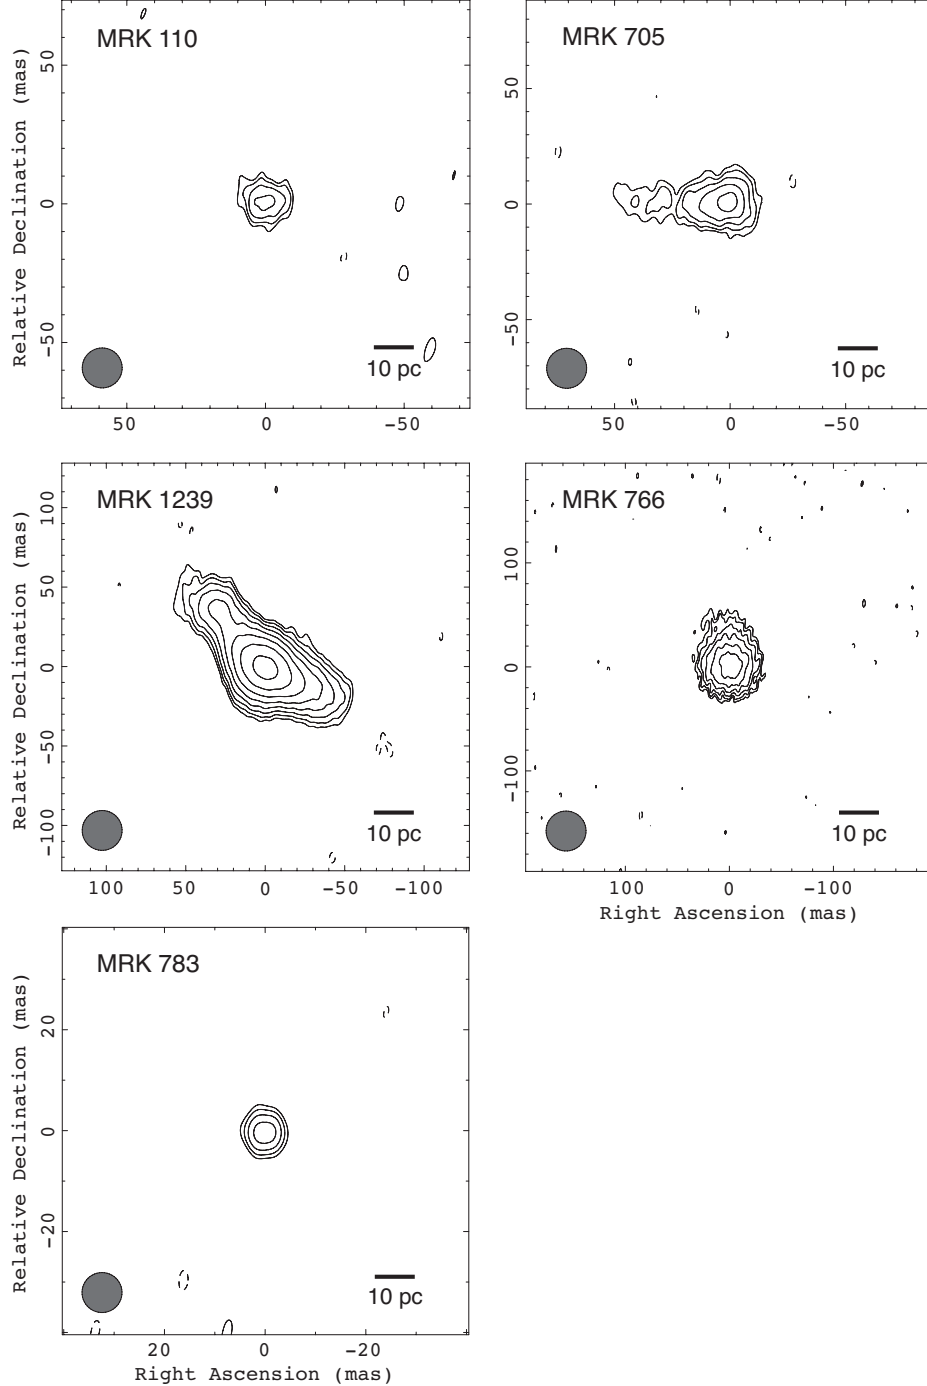 MRK 110
MRK 705
Relative Declination (mas)
50
0
−50
50
0
−50
10 pc
10 pc
50
0
−50
50
0
−50
MRK 1239
MRK 766
Relative Declination (mas)
100
50
0
−50
−100
100
0
−100
10 pc
10 pc
100
50
0
−50
−100
100
0
−100
Right Ascension (mas)
MRK 783
Relative Declination (mas)
20
0
−20
10 pc
20
0
−20
Right Ascension (mas)